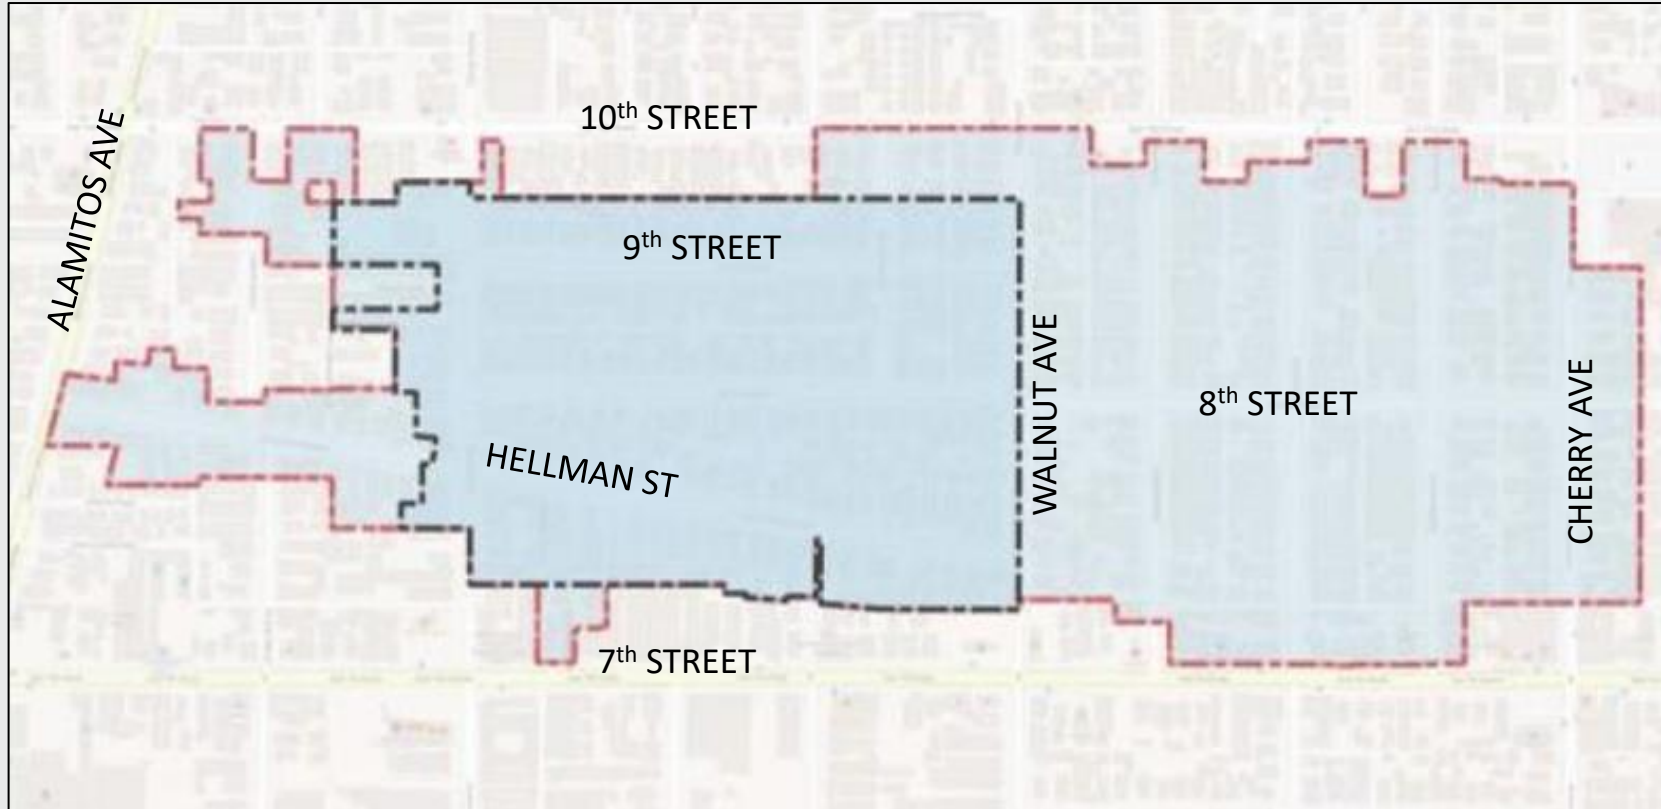 10th STREET
ALAMITOS AVE
9th STREET
WALNUT AVE
8th STREET
CHERRY AVE
HELLMAN ST
7th STREET